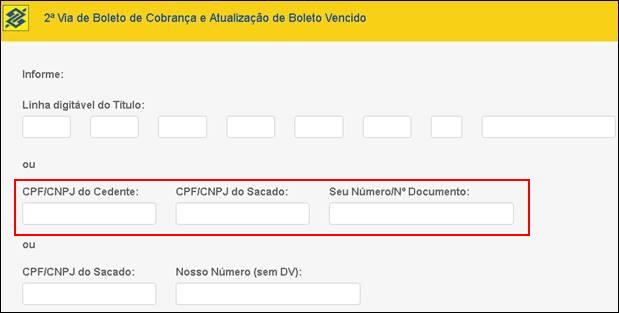 2ª Via de Boleto de Cobrança e Atualização de Boleto Vencido
Informe:
Linha digitável do Título:
ou
CPF/CNPJ do Cedente: CPF/CNPJ do Sacado: Seu Número/Nº Documento:
ou
CPF/CNPJ do Sacado: Nosso Número (sem DV):